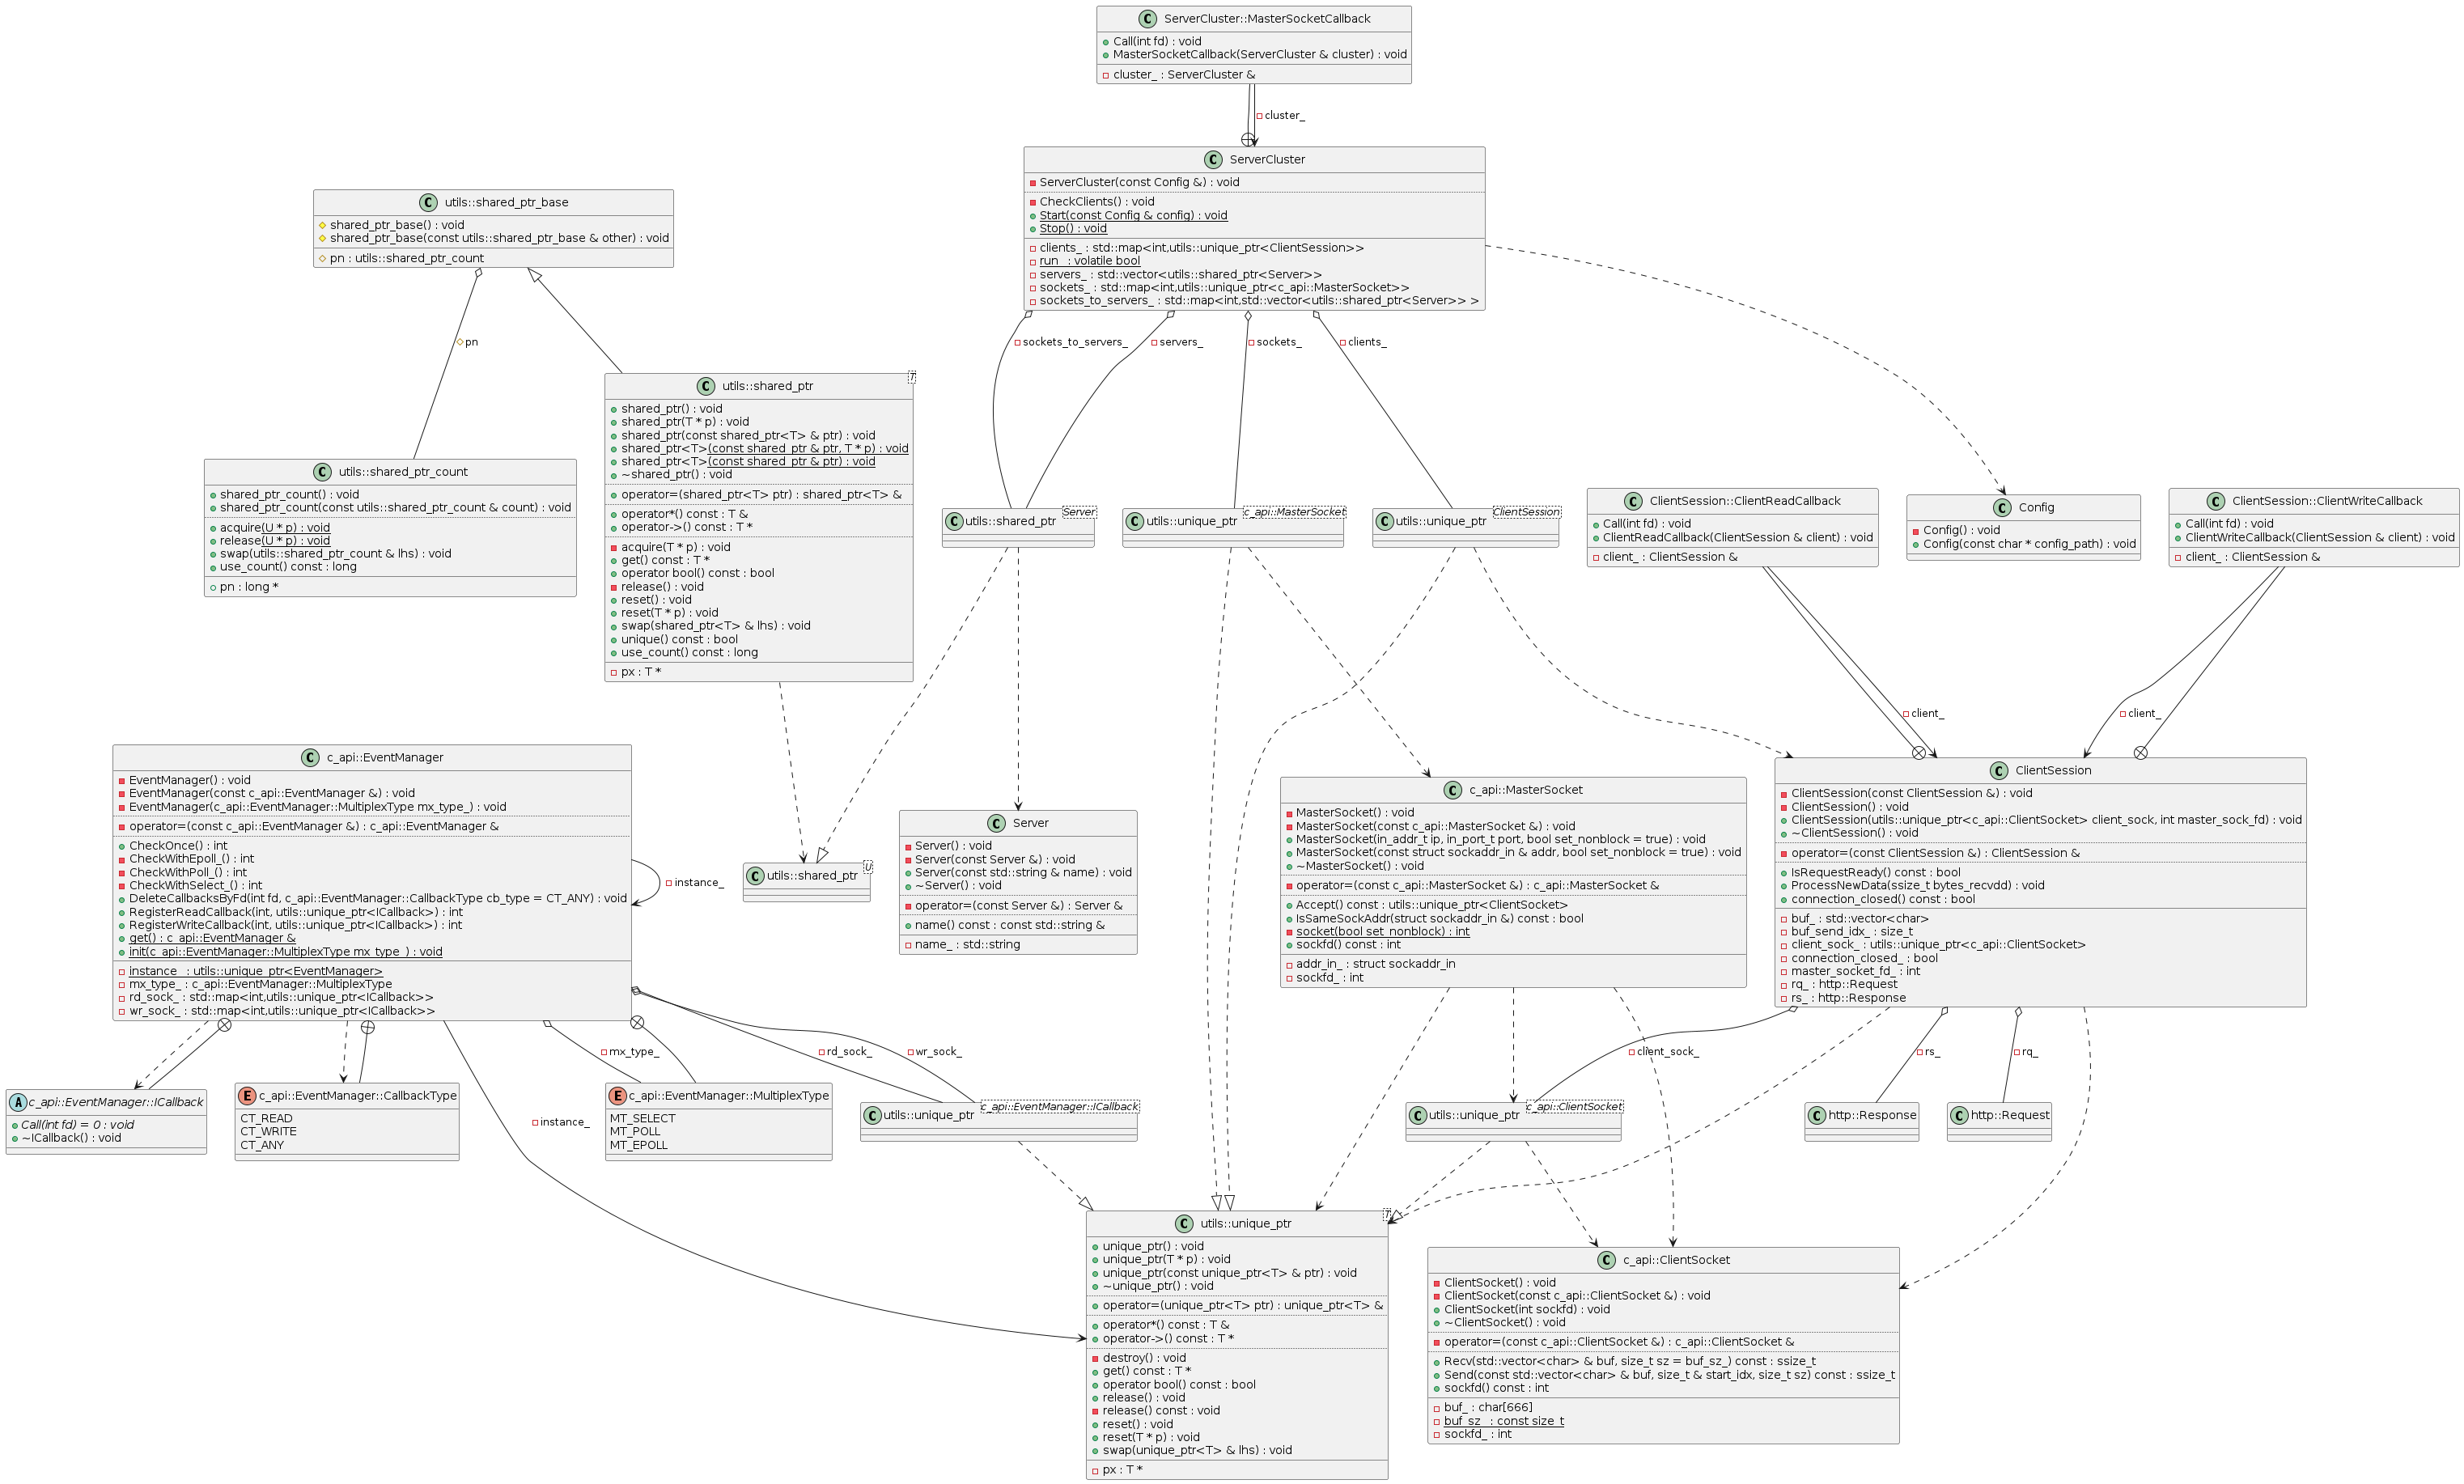 ServerCluster::MasterSocketCallback
Call(int fd) : void
MasterSocketCallback(ServerCluster & cluster) : void
cluster_ : ServerCluster &
cluster_
ServerCluster
ServerCluster(const Config &) : void
CheckClients() : void
Start(const Config & config) : void
Stop() : void
clients_ : std::map<int,utils::unique_ptr<ClientSession>>
run_ : volatile bool
servers_ : std::vector<utils::shared_ptr<Server>>
sockets_ : std::map<int,utils::unique_ptr<c_api::MasterSocket>>
sockets_to_servers_ : std::map<int,std::vector<utils::shared_ptr<Server>> >
utils::shared_ptr_base
shared_ptr_base() : void
shared_ptr_base(const utils::shared_ptr_base & other) : void
pn : utils::shared_ptr_count
pn
sockets_to_servers_
servers_
sockets_
clients_
utils::shared_ptr
T
shared_ptr() : void
shared_ptr(T * p) : void
shared_ptr(const shared_ptr<T> & ptr) : void
shared_ptr<T>(const shared_ptr & ptr, T * p) : void
shared_ptr<T>(const shared_ptr & ptr) : void
~shared_ptr() : void
operator=(shared_ptr<T> ptr) : shared_ptr<T> &
operator*() const : T &
operator->() const : T *
acquire(T * p) : void
get() const : T *
operator bool() const : bool
release() : void
reset() : void
reset(T * p) : void
swap(shared_ptr<T> & lhs) : void
unique() const : bool
use_count() const : long
px : T *
utils::shared_ptr_count
shared_ptr_count() : void
shared_ptr_count(const utils::shared_ptr_count & count) : void
acquire(U * p) : void
release(U * p) : void
swap(utils::shared_ptr_count & lhs) : void
use_count() const : long
pn : long *
utils::shared_ptr
Server
utils::unique_ptr
c_api::MasterSocket
utils::unique_ptr
ClientSession
ClientSession::ClientReadCallback
Call(int fd) : void
ClientReadCallback(ClientSession & client) : void
client_ : ClientSession &
Config
Config() : void
Config(const char * config_path) : void
ClientSession::ClientWriteCallback
Call(int fd) : void
ClientWriteCallback(ClientSession & client) : void
client_ : ClientSession &
client_
client_
c_api::EventManager
EventManager() : void
EventManager(const c_api::EventManager &) : void
EventManager(c_api::EventManager::MultiplexType mx_type_) : void
operator=(const c_api::EventManager &) : c_api::EventManager &
CheckOnce() : int
CheckWithEpoll_() : int
CheckWithPoll_() : int
CheckWithSelect_() : int
DeleteCallbacksByFd(int fd, c_api::EventManager::CallbackType cb_type = CT_ANY) : void
RegisterReadCallback(int, utils::unique_ptr<ICallback>) : int
RegisterWriteCallback(int, utils::unique_ptr<ICallback>) : int
get() : c_api::EventManager &
init(c_api::EventManager::MultiplexType mx_type_) : void
instance_ : utils::unique_ptr<EventManager>
mx_type_ : c_api::EventManager::MultiplexType
rd_sock_ : std::map<int,utils::unique_ptr<ICallback>>
wr_sock_ : std::map<int,utils::unique_ptr<ICallback>>
instance_
utils::shared_ptr
U
Server
Server() : void
Server(const Server &) : void
Server(const std::string & name) : void
~Server() : void
operator=(const Server &) : Server &
name() const : const std::string &
name_ : std::string
c_api::MasterSocket
MasterSocket() : void
MasterSocket(const c_api::MasterSocket &) : void
MasterSocket(in_addr_t ip, in_port_t port, bool set_nonblock = true) : void
MasterSocket(const struct sockaddr_in & addr, bool set_nonblock = true) : void
~MasterSocket() : void
operator=(const c_api::MasterSocket &) : c_api::MasterSocket &
Accept() const : utils::unique_ptr<ClientSocket>
IsSameSockAddr(struct sockaddr_in &) const : bool
socket(bool set_nonblock) : int
sockfd() const : int
addr_in_ : struct sockaddr_in
sockfd_ : int
ClientSession
ClientSession(const ClientSession &) : void
ClientSession() : void
ClientSession(utils::unique_ptr<c_api::ClientSocket> client_sock, int master_sock_fd) : void
~ClientSession() : void
operator=(const ClientSession &) : ClientSession &
IsRequestReady() const : bool
ProcessNewData(ssize_t bytes_recvdd) : void
connection_closed() const : bool
buf_ : std::vector<char>
buf_send_idx_ : size_t
client_sock_ : utils::unique_ptr<c_api::ClientSocket>
connection_closed_ : bool
master_socket_fd_ : int
rq_ : http::Request
rs_ : http::Response
mx_type_
rd_sock_
wr_sock_
client_sock_
rs_
rq_
c_api::EventManager::ICallback
Call(int fd) = 0 : void
~ICallback() : void
c_api::EventManager::CallbackType
CT_READ
CT_WRITE
CT_ANY
instance_
c_api::EventManager::MultiplexType
MT_SELECT
MT_POLL
MT_EPOLL
utils::unique_ptr
c_api::EventManager::ICallback
utils::unique_ptr
c_api::ClientSocket
http::Response
http::Request
utils::unique_ptr
T
unique_ptr() : void
unique_ptr(T * p) : void
unique_ptr(const unique_ptr<T> & ptr) : void
~unique_ptr() : void
operator=(unique_ptr<T> ptr) : unique_ptr<T> &
operator*() const : T &
operator->() const : T *
destroy() : void
get() const : T *
operator bool() const : bool
release() : void
release() const : void
reset() : void
reset(T * p) : void
swap(unique_ptr<T> & lhs) : void
px : T *
c_api::ClientSocket
ClientSocket() : void
ClientSocket(const c_api::ClientSocket &) : void
ClientSocket(int sockfd) : void
~ClientSocket() : void
operator=(const c_api::ClientSocket &) : c_api::ClientSocket &
Recv(std::vector<char> & buf, size_t sz = buf_sz_) const : ssize_t
Send(const std::vector<char> & buf, size_t & start_idx, size_t sz) const : ssize_t
sockfd() const : int
buf_ : char[666]
buf_sz_ : const size_t
sockfd_ : int